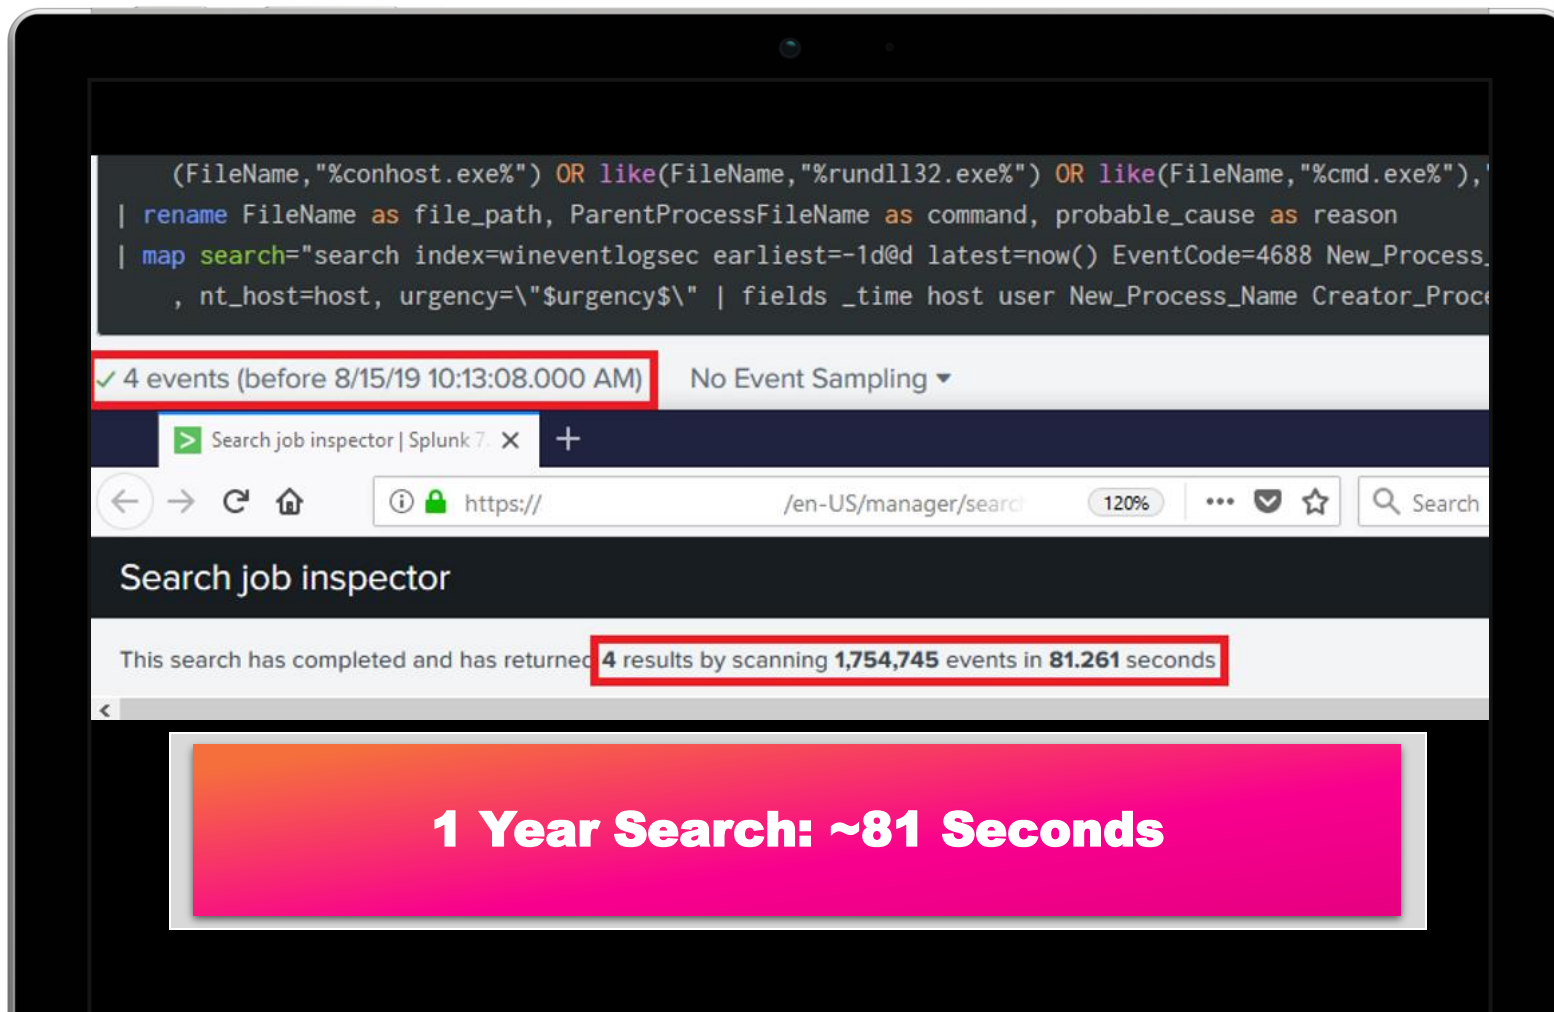 (FileName,"%conhost.exe%") OR like(FileName,"%rundll32.exe%") OR like(FileName,"%cmd.exe%"),"
| rename FileName as file_path, ParentProcessFileName as command, probable_cause as reason
| map search="search index=wineventlogsec earliest=-1d@d latest=now() EventCode=4688 New_Process_
, nt_host=host, urgency=\"$urgency$\" | fields _time host user New_Process_Name Creator_Proce
✓ 4 events (before 8/15/19 10:13:08.000 AM) No Event Sampling ▾
Search job inspector | Splunk 7.
https:// /en-US/manager/search 120% Search
Search job inspector
This search has completed and has returned 4 results by scanning 1,754,745 events in 81.261 seconds
1 Year Search: ~81 Seconds